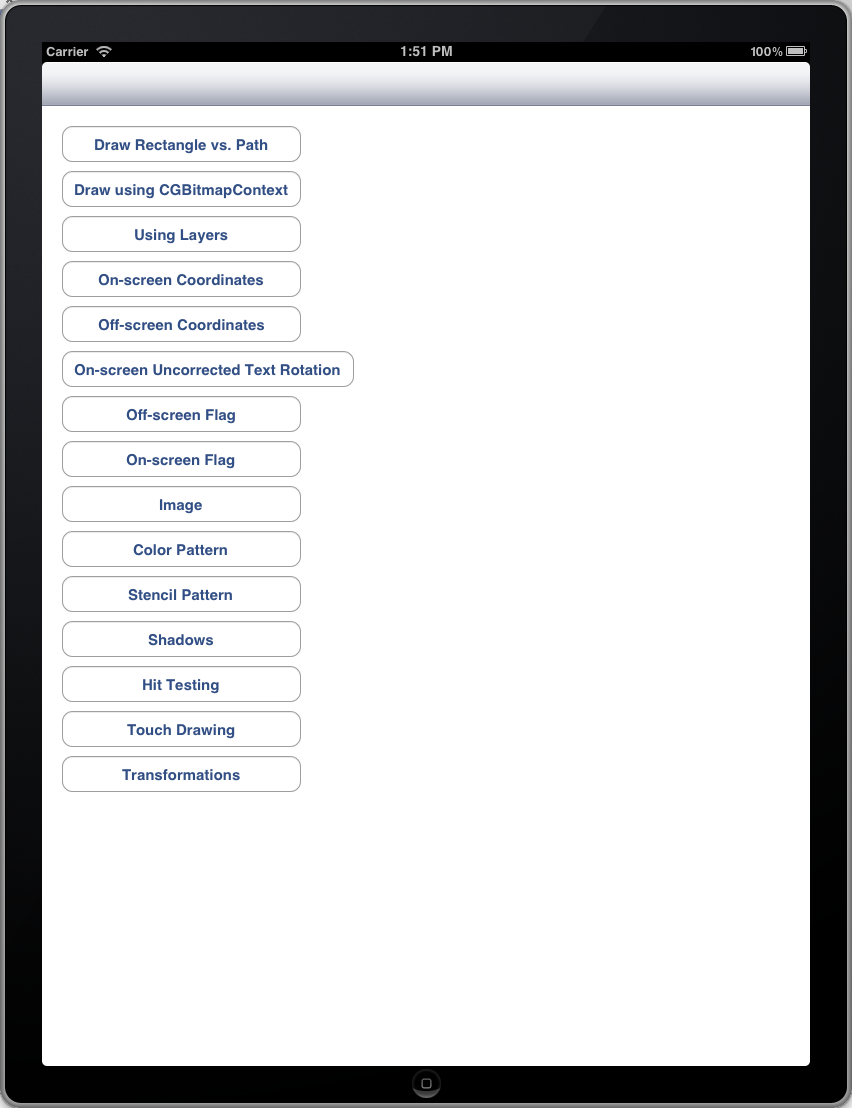 Carrier 1:51 PM 100%
Draw Rectangle vs. Path
Draw using CGBitmapContext
Using Layers
On-screen Coordinates
Off-screen Coordinates
On-screen Uncorrected Text Rotation
Off-screen Flag
On-screen Flag
Image
Color Pattern
Stencil Pattern
Shadows
Hit Testing
Touch Drawing
Transformations